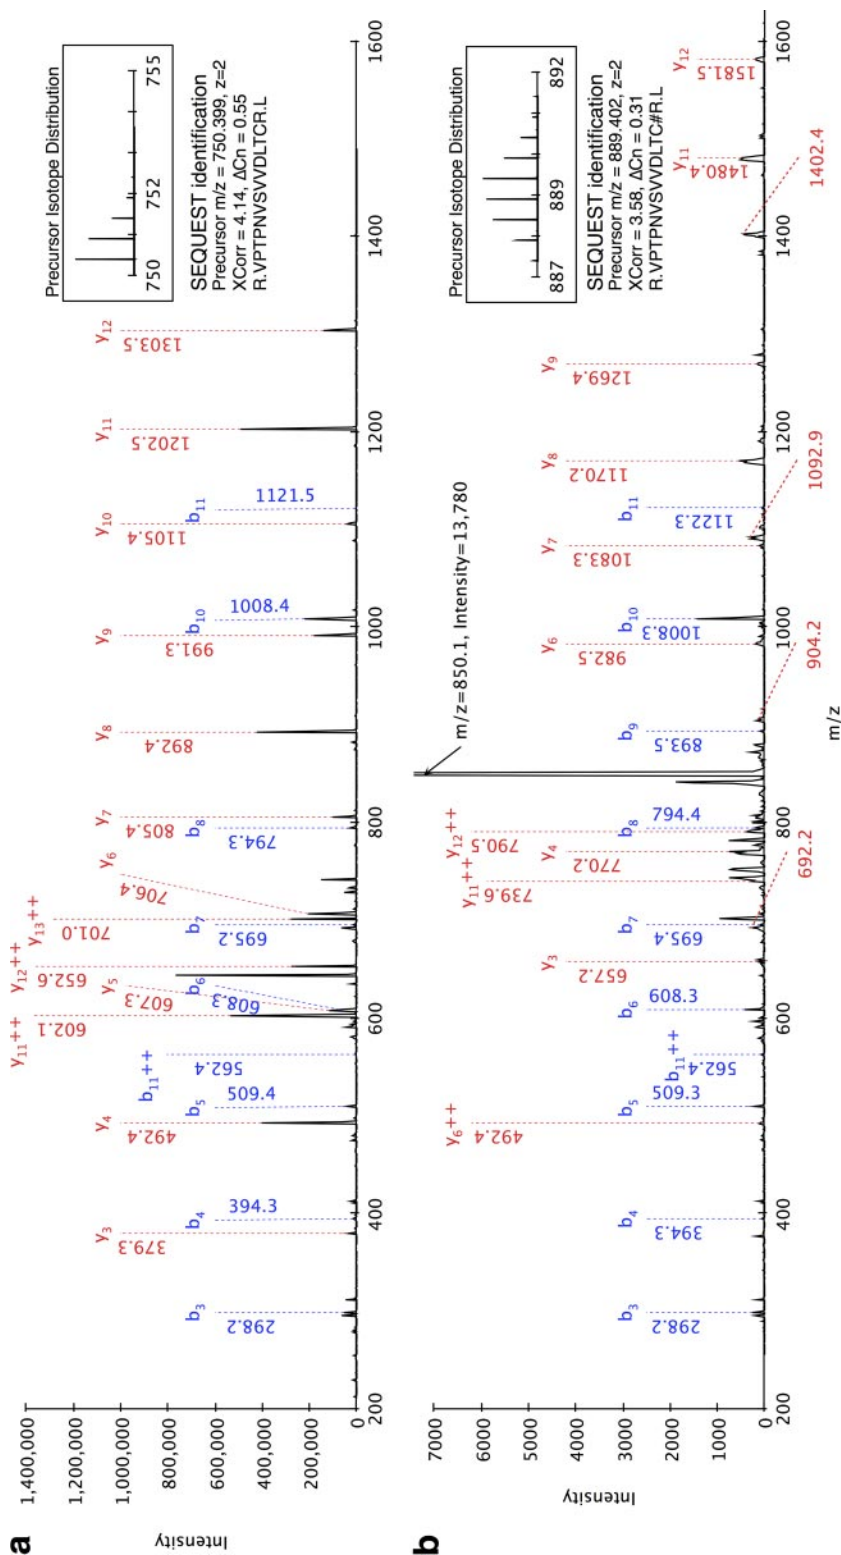 a
Precursor Isotope Distribution
750
752
755
SEQUEST identification
Precursor m/z = 750.399, z=2
XCorr = 4.14, ΔCn = 0.55
R.VPTPNVSVVDLTCR.L
Intensity
1,400,000
1,200,000
1,000,000
800,000
600,000
400,000
200,000
0
b3
298.2
y3
379.3
b4
394.3
y4
492.4
b5
509.4
b11++
562.4
y11++
602.1
y5
607.3
b6
608.3
y12++
652.6
b7
695.2
y13++
701.0
y6
706.4
b8
794.3
y7
805.4
y8
892.4
y9
991.3
b10
1008.4
y10
1105.4
b11
1121.5
y11
1202.5
y12
1303.5
200
400
600
800
1000
1200
1400
1600
b
Precursor Isotope Distribution
887
889
892
SEQUEST identification
Precursor m/z = 889.402, z=2
XCorr = 3.58, ΔCn = 0.31
R.VPTPNVSVVDLTC#R.L
Intensity
7000
6000
5000
4000
3000
2000
1000
0
m/z=850.1, Intensity=13,780
b3
298.2
b4
394.3
y6++
492.4
b5
509.3
b11++
562.4
b6
608.3
y3
657.2
b7
695.4
692.2
y11++
739.6
y4
770.2
y12++
790.5
b8
794.4
b9
893.5
904.2
y6
982.5
b10
1008.3
y7
1083.3
1092.9
b11
1122.3
y8
1170.2
y9
1269.4
1402.4
y11
1480.4
y12
1581.5
200
400
600
800
1000
1200
1400
1600
m/z